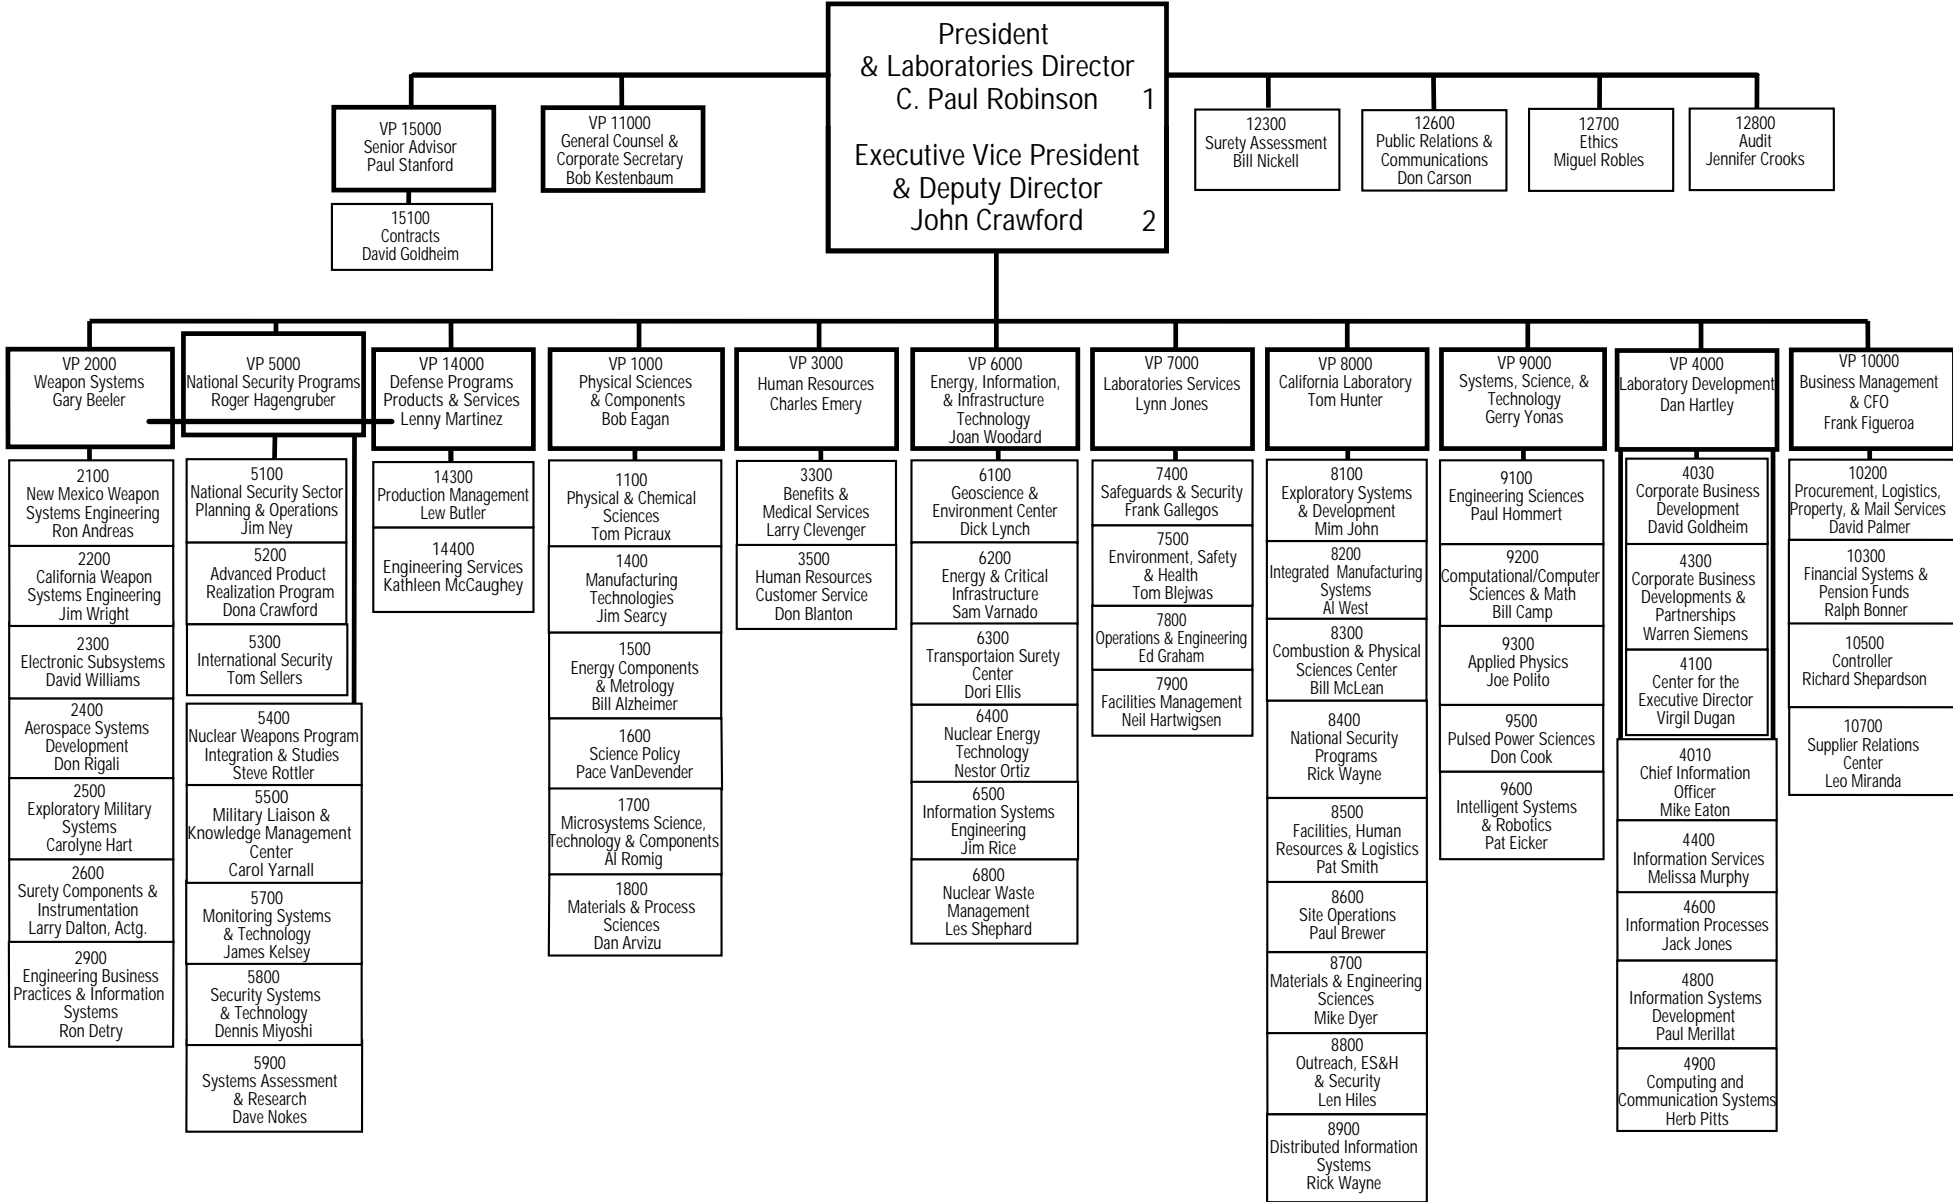 President
& Laboratories Director
C. Paul Robinson 1
Executive Vice President
& Deputy Director
John Crawford 2
VP 15000
Senior Advisor
Paul Stanford
15100
Contracts
David Goldheim
VP 11000
General Counsel &
Corporate Secretary
Bob Kestenbaum
12300
Surety Assessment
Bill Nickell
12600
Public Relations &
Communications
Don Carson
12700
Ethics
Miguel Robles
12800
Audit
Jennifer Crooks
VP 2000
Weapon Systems
Gary Beeler
2100
New Mexico Weapon
Systems Engineering
Ron Andreas
2200
California Weapon
Systems Engineering
Jim Wright
2300
Electronic Subsystems
David Williams
2400
Aerospace Systems
Development
Don Rigali
2500
Exploratory Military
Systems
Carolyne Hart
2600
Surety Components &
Instrumentation
Larry Dalton, Actg.
2900
Engineering Business
Practices & Information
Systems
Ron Detry
VP 5000
National Security Programs
Roger Hagengruber
5100
National Security Sector
Planning & Operations
Jim Ney
5200
Advanced Product
Realization Program
Dona Crawford
5300
International Security
Tom Sellers
5400
Nuclear Weapons Program
Integration & Studies
Steve Rottler
5500
Military Liaison &
Knowledge Management
Center
Carol Yarnall
5700
Monitoring Systems
& Technology
James Kelsey
5800
Security Systems
& Technology
Dennis Miyoshi
5900
Systems Assessment
& Research
Dave Nokes
VP 14000
Defense Programs
Products & Services
Lenny Martinez
14300
Production Management
Lew Butler
14400
Engineering Services
Kathleen McCaughey
VP 1000
Physical Sciences
& Components
Bob Eagan
1100
Physical & Chemical
Sciences
Tom Picraux
1400
Manufacturing
Technologies
Jim Searcy
1500
Energy Components
& Metrology
Bill Alzheimer
1600
Science Policy
Pace VanDevender
1700
Microsystems Science,
Technology & Components
Al Romig
1800
Materials & Process
Sciences
Dan Arvizu
VP 3000
Human Resources
Charles Emery
3300
Benefits &
Medical Services
Larry Clevenger
3500
Human Resources
Customer Service
Don Blanton
VP 6000
Energy, Information,
& Infrastructure
Technology
Joan Woodard
6100
Geoscience &
Environment Center
Dick Lynch
6200
Energy & Critical
Infrastructure
Sam Varnado
6300
Transportaion Surety
Center
Dori Ellis
6400
Nuclear Energy
Technology
Nestor Ortiz
6500
Information Systems
Engineering
Jim Rice
6800
Nuclear Waste
Management
Les Shephard
VP 7000
Laboratories Services
Lynn Jones
7400
Safeguards & Security
Frank Gallegos
7500
Environment, Safety
& Health
Tom Blejwas
7800
Operations & Engineering
Ed Graham
7900
Facilities Management
Neil Hartwigsen
VP 8000
California Laboratory
Tom Hunter
8100
Exploratory Systems
& Development
Mim John
8200
Integrated Manufacturing
Systems
Al West
8300
Combustion & Physical
Sciences Center
Bill McLean
8400
National Security
Programs
Rick Wayne
8500
Facilities, Human
Resources & Logistics
Pat Smith
8600
Site Operations
Paul Brewer
8700
Materials & Engineering
Sciences
Mike Dyer
8800
Outreach, ES&H
& Security
Len Hiles
8900
Distributed Information
Systems
Rick Wayne
VP 9000
Systems, Science, &
Technology
Gerry Yonas
9100
Engineering Sciences
Paul Hommert
9200
Computational/Computer
Sciences & Math
Bill Camp
9300
Applied Physics
Joe Polito
9500
Pulsed Power Sciences
Don Cook
9600
Intelligent Systems
& Robotics
Pat Eicker
VP 4000
Laboratory Development
Dan Hartley
4030
Corporate Business
Development
David Goldheim
4300
Corporate Business
Developments &
Partnerships
Warren Siemens
4100
Center for the
Executive Director
Virgil Dugan
4010
Chief Information
Officer
Mike Eaton
4400
Information Services
Melissa Murphy
4600
Information Processes
Jack Jones
4800
Information Systems
Development
Paul Merillat
4900
Computing and
Communication Systems
Herb Pitts
VP 10000
Business Management
& CFO
Frank Figueroa
10200
Procurement, Logistics,
Property, & Mail Services
David Palmer
10300
Financial Systems &
Pension Funds
Ralph Bonner
10500
Controller
Richard Shepardson
10700
Supplier Relations
Center
Leo Miranda